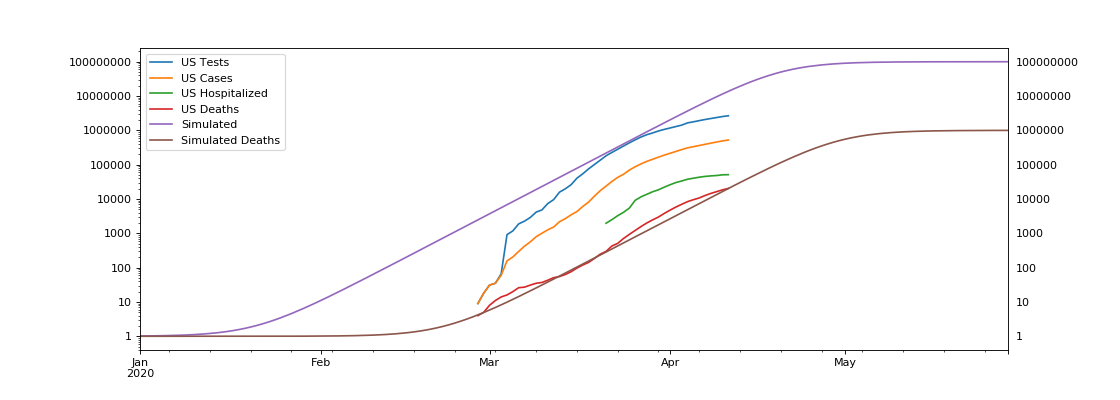 100000000
10000000
1000000
100000
10000
1000
100
10
1
US Tests
US Cases
US Hospitalized
US Deaths
Simulated
Simulated Deaths
100000000
10000000
1000000
100000
10000
1000
100
10
1
Jan Feb Mar Apr May
2020